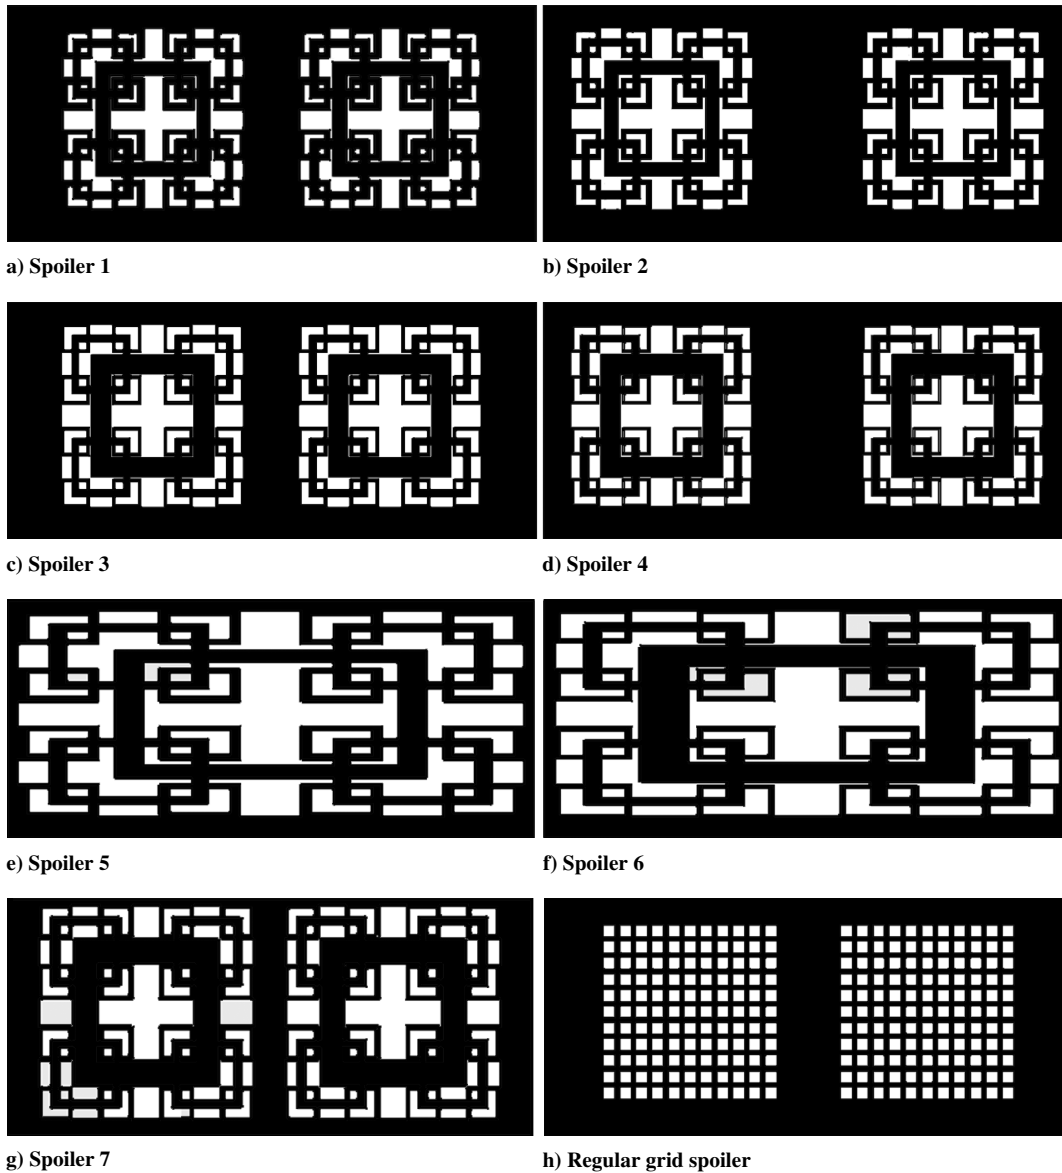 a) Spoiler 1
b) Spoiler 2
c) Spoiler 3
d) Spoiler 4
e) Spoiler 5
f) Spoiler 6
g) Spoiler 7
h) Regular grid spoiler